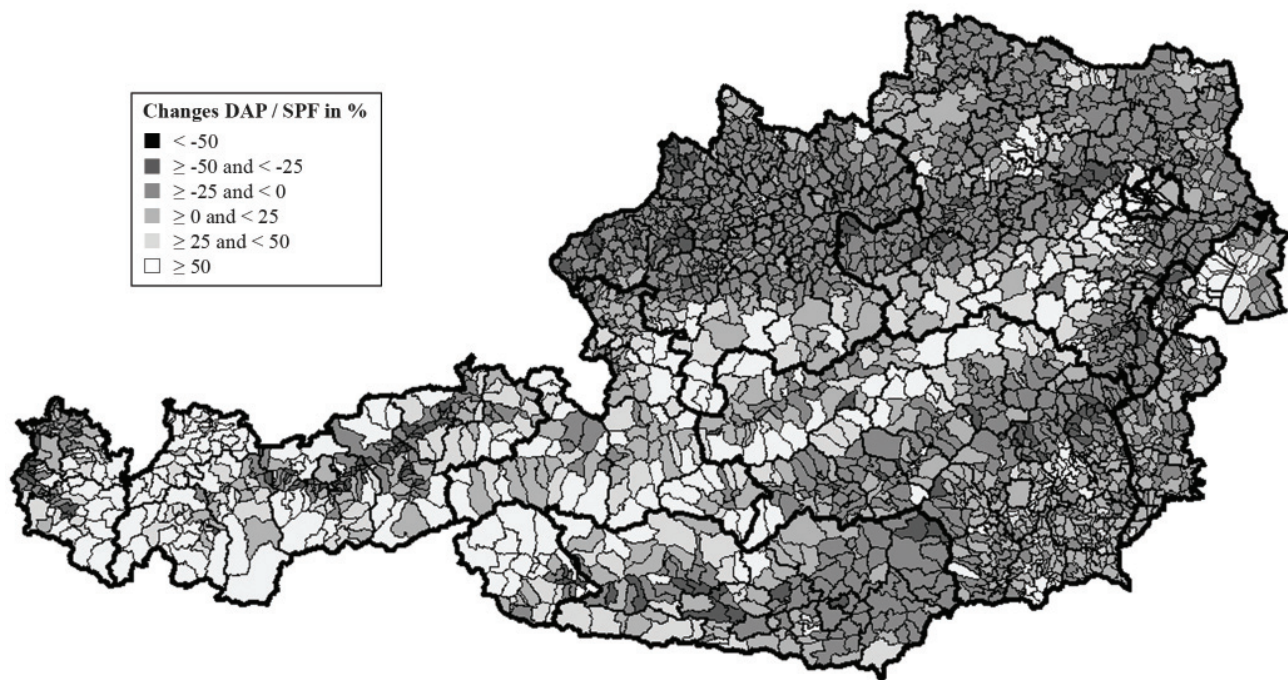 Changes DAP / SPF in %
< -50
≥ -50 and < -25
≥ -25 and < 0
≥ 0 and < 25
≥ 25 and < 50
≥ 50